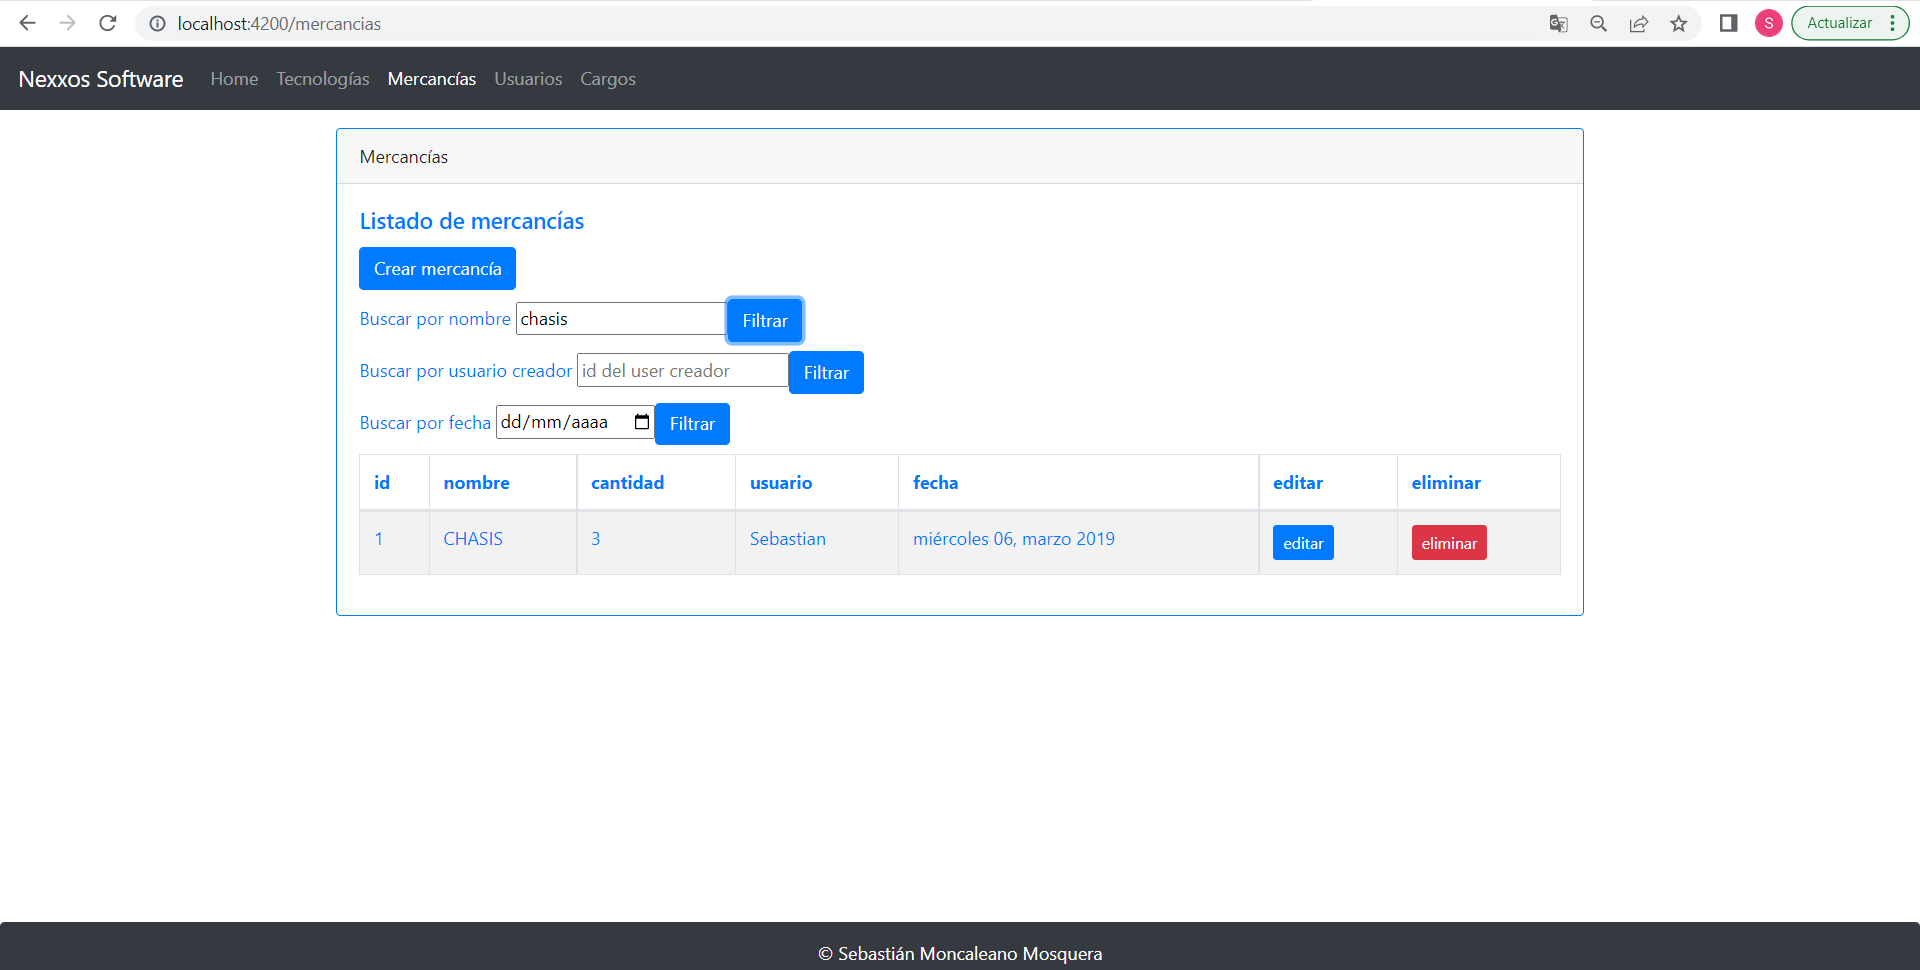 localhost:4200/mercancias
S
Actualizar
Nexxos Software Home Tecnologías Mercancías Usuarios Cargos
Mercancías
Listado de mercancías
Crear mercancía
Buscar por nombre chasis Filtrar
Buscar por usuario creador id del user creador Filtrar
Buscar por fecha dd/mm/aaaa Filtrar
id nombre cantidad usuario fecha editar eliminar
1 CHASIS 3 Sebastian miércoles 06, marzo 2019 editar eliminar
© Sebastián Moncaleano Mosquera